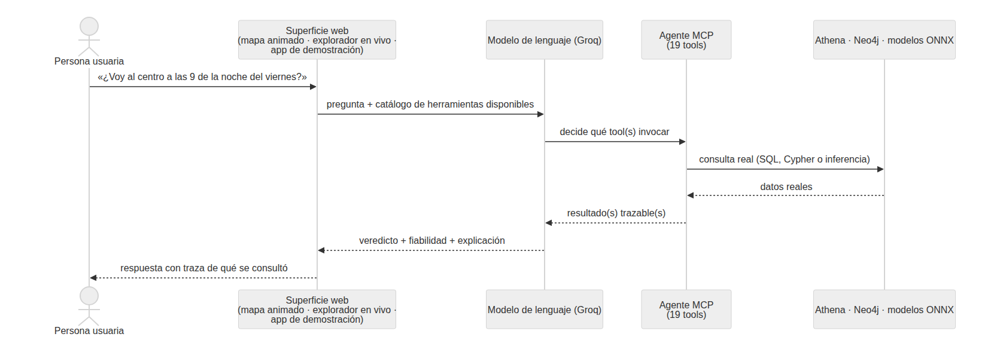 Persona usuaria
Superficie web
(mapa animado · explorador en vivo ·
app de demostración)
Modelo de lenguaje (Groq)
Agente MCP
(19 tools)
Athena · Neo4j · modelos ONNX
«¿Voy al centro a las 9 de la noche del viernes?»
pregunta + catálogo de herramientas disponibles
decide qué tool(s) invocar
consulta real (SQL, Cypher o inferencia)
datos reales
resultado(s) trazable(s)
veredicto + fiabilidad + explicación
respuesta con traza de qué se consultó
Persona usuaria
Superficie web
(mapa animado · explorador en vivo ·
app de demostración)
Modelo de lenguaje (Groq)
Agente MCP
(19 tools)
Athena · Neo4j · modelos ONNX